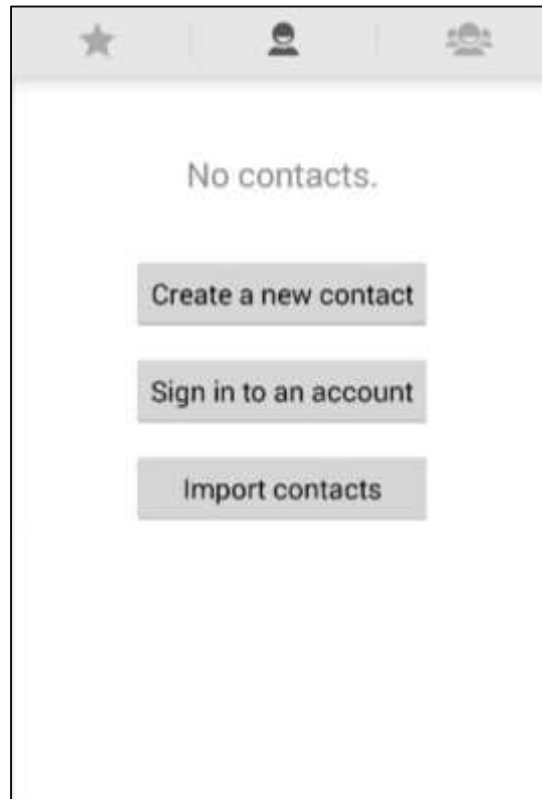 No contacts.
Create a new contact
Sign in to an account
Import contacts